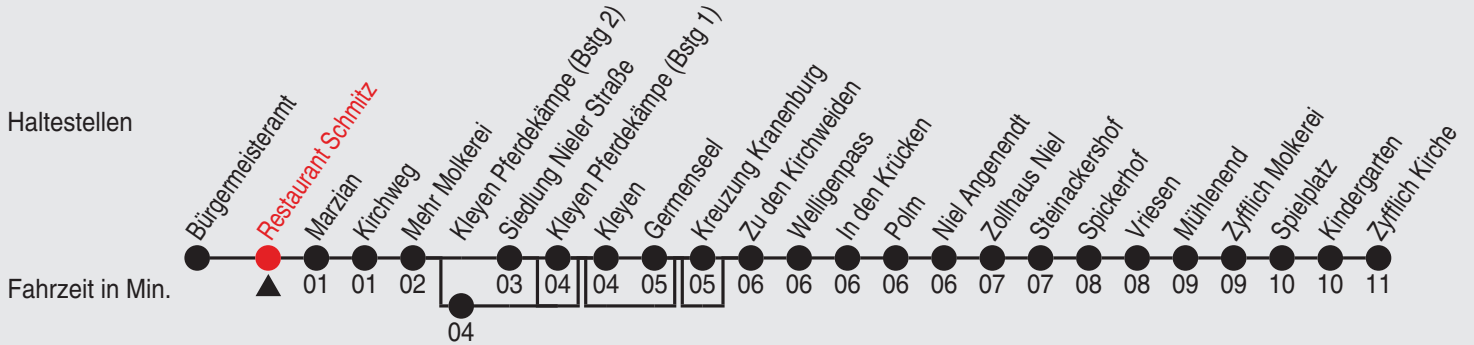 Haltestellen
Bürgermeisteramt
Restaurant Schmitz
Marzian
Kirchweg
Mehr Molkerei
Kleyen Pferdekämpe (Bstg 2)
Siedlung Nieler Straße
Kleyen Pferdekämpe (Bstg 1)
Kleyen
Germenseel
Kreuzung Kranenburg
Zu den Kirchweiden
Welligenpass
In den Krücken
Polm
Niel Angenendt
Zollhaus Niel
Steinackershof
Spickerhof
Vriesen
Mühlenend
Zyfflich Molkerei
Spielplatz
Kindergarten
Zyfflich Kirche
Fahrzeit in Min.
01 01 02 03 04 04 05 05 06 06 06 06 06 07 07 08 08 09 09 10 10 11
04